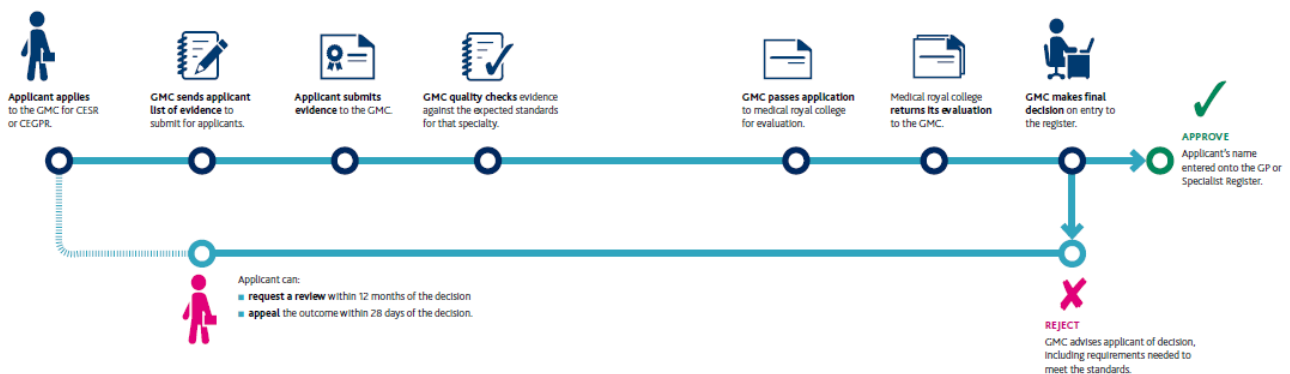 Applicant applies
to the GMC for CESR
or CEGPR.
GMC sends applicant
list of evidence to
submit for applicants.
Applicant submits
evidence to the GMC.
GMC quality checks evidence
against the expected standards
for that specialty.
GMC passes application
to medical royal college
for evaluation.
Medical royal college
returns its evaluation
to the GMC.
GMC makes final
decision on entry to
the register.
APPROVE
Applicant's name
entered onto the GP or
Specialist Register.
Applicant can:
request a review within 12 months of the decision
appeal the outcome within 28 days of the decision.
REJECT
GMC advises applicant of decision,
including requirements needed to
meet the standards.